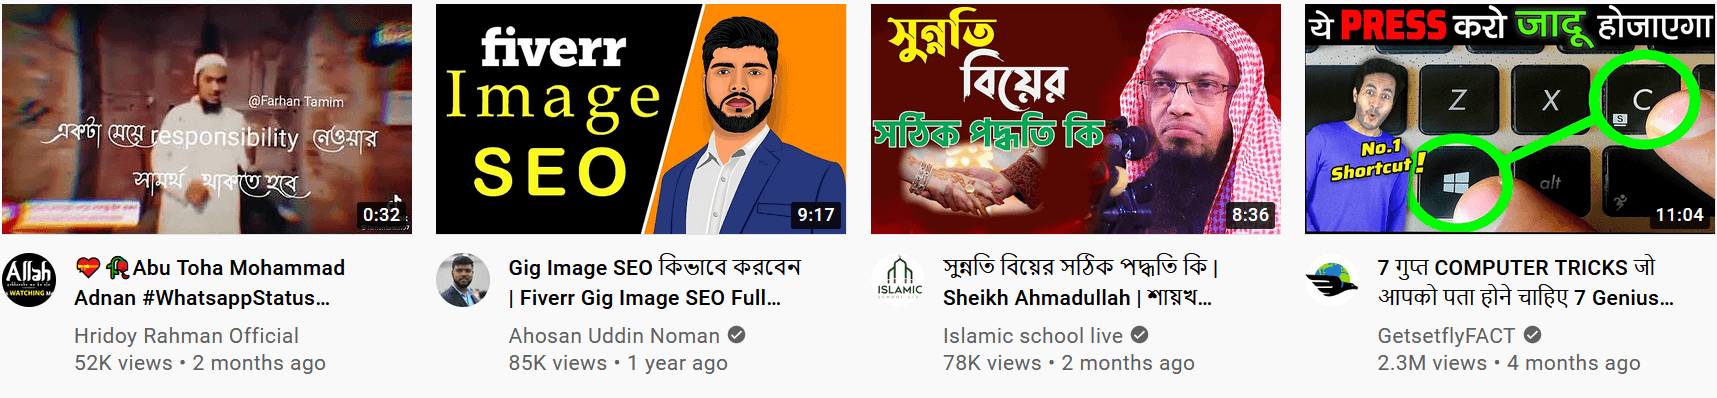 @Farhan Tamim
একটা মেয়ে responsibility নেওয়ার
সামর্থ থাকতে হবে
0:32
fiverr
Image
SEO
9:17
সুন্নতি
বিয়ের
সঠিক পদ্ধতি কি
8:36
ये PRESS करो जादू होजाएगा
Z X C
S
alt
No.1
Shortcut!
11:04
Allah
WATCHING M
Abu Toha Mohammad
Adnan #WhatsappStatus...
Hridoy Rahman Official
52K views • 2 months ago
Gig Image SEO কিভাবে করবেন
| Fiverr Gig Image SEO Full...
Ahosan Uddin Noman
85K views • 1 year ago
ISLAMIC
SCHOOL LIVE
সুন্নতি বিয়ের সঠিক পদ্ধতি কি |
Sheikh Ahmadullah | শায়খ...
Islamic school live
78K views • 2 months ago
7 गुप्त COMPUTER TRICKS जो
आपको पता होने चाहिए 7 Genius...
GetsetflyFACT
2.3M views • 4 months ago